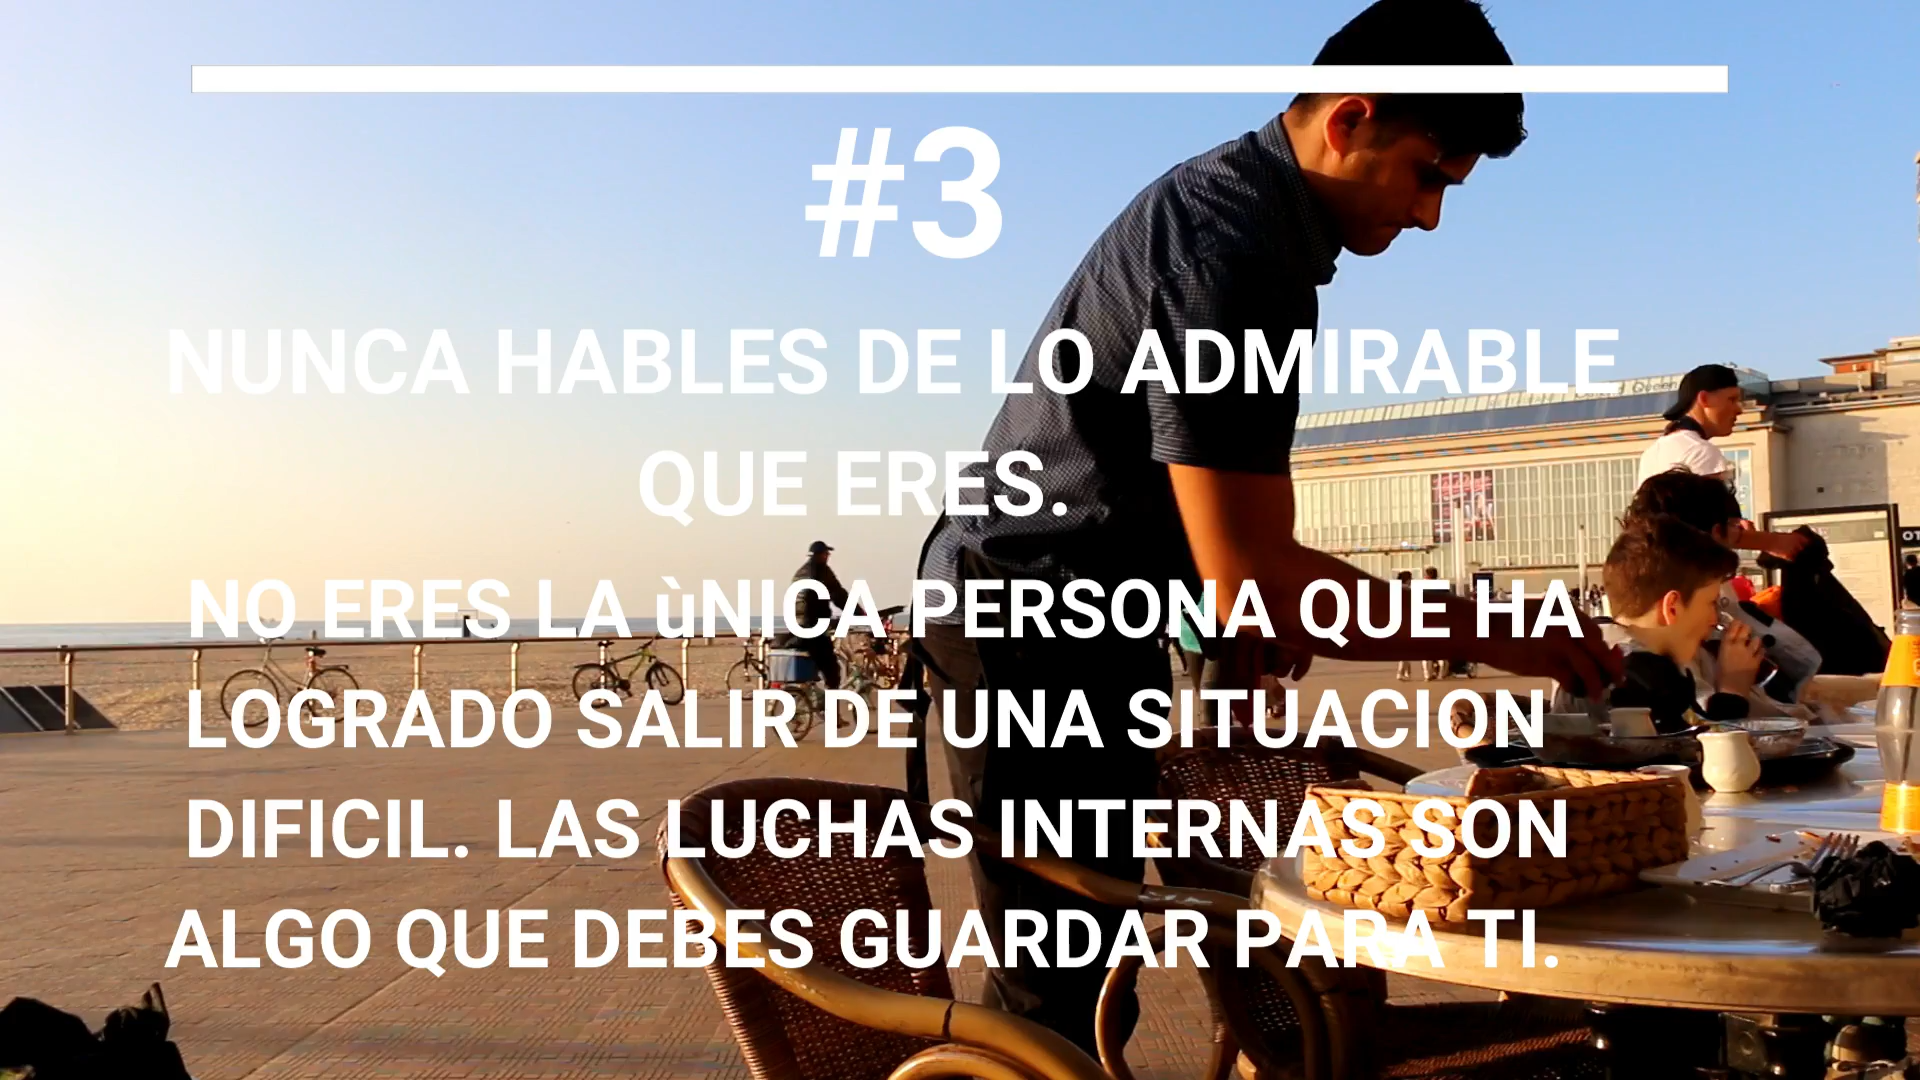 #3
NUNCA HABLES DE LO ADMIRABLE
QUE ERES.
Queen
NO ERES LA ùNICA PERSONA QUE HA
LOGRADO SALIR DE UNA SITUACION
DIFICIL. LAS LUCHAS INTERNAS SON
ALGO QUE DEBES GUARDAR PARA TI.